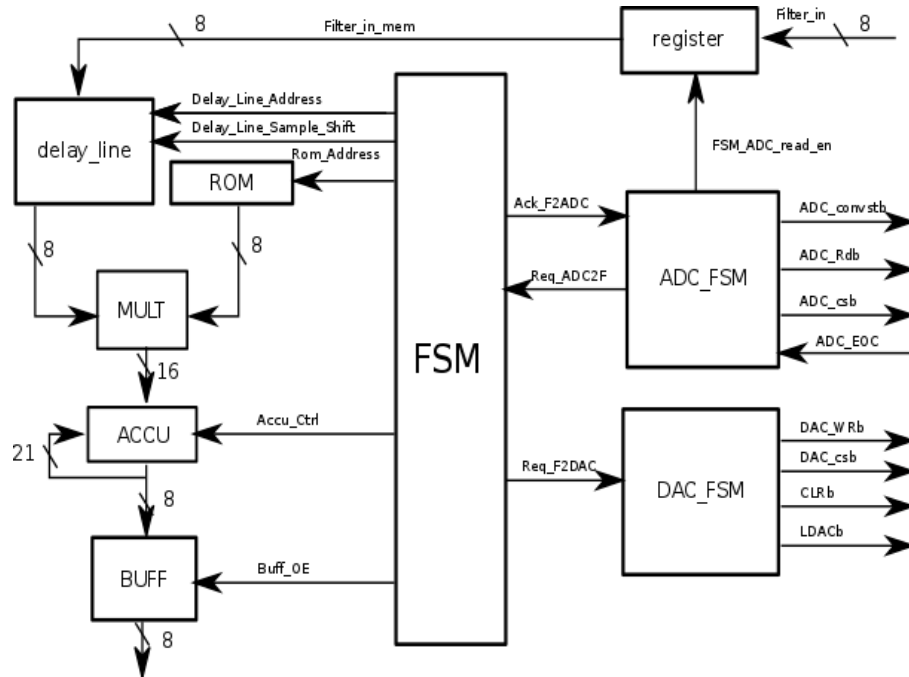 8
Filter_in_mem
register
Filter_in
8
Delay_Line_Address
Delay_Line_Sample_Shift
Rom_Address
delay_line
ROM
FSM_ADC_read_en
8
8
Ack_F2ADC
Req_ADC2F
ADC_FSM
ADC_convstb
ADC_Rdb
ADC_csb
ADC_EOC
MULT
16
FSM
ACCU
Accu_Ctrl
21
8
Req_F2DAC
DAC_FSM
DAC_WRb
DAC_csb
CLRb
LDACb
BUFF
Buff_OE
8